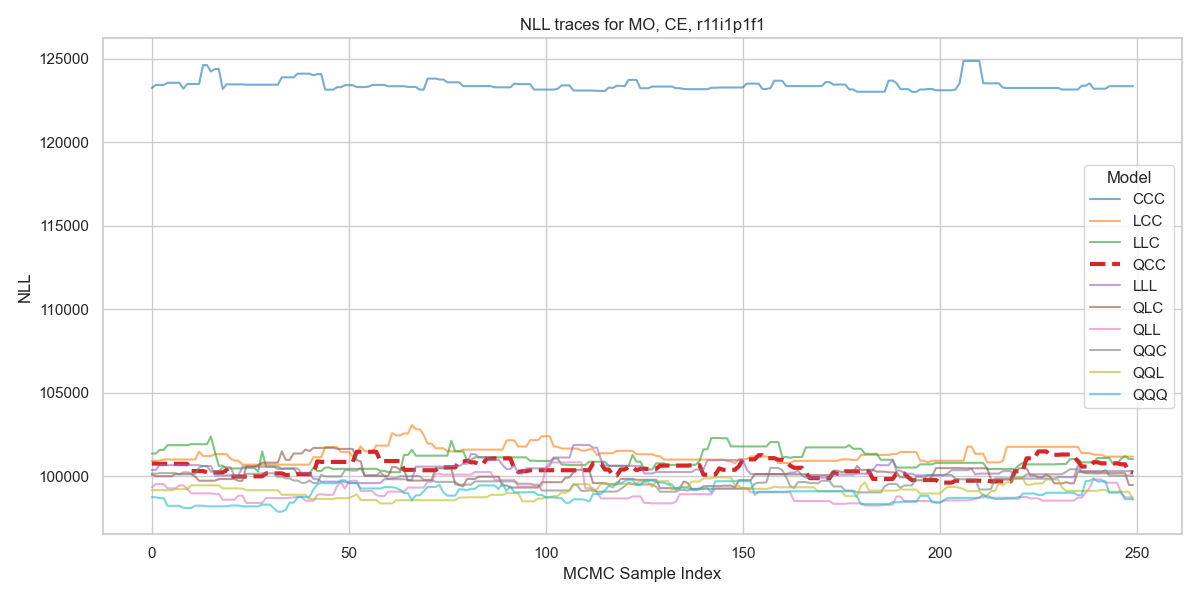 NLL traces for MO, CE, r11i1p1f1
125000
120000
115000
110000
105000
100000
NLL
0
50
100
150
200
250
MCMC Sample Index
Model
CCC
LCC
LLC
QCC
LLL
QLC
QLL
QQC
QQL
QQQ